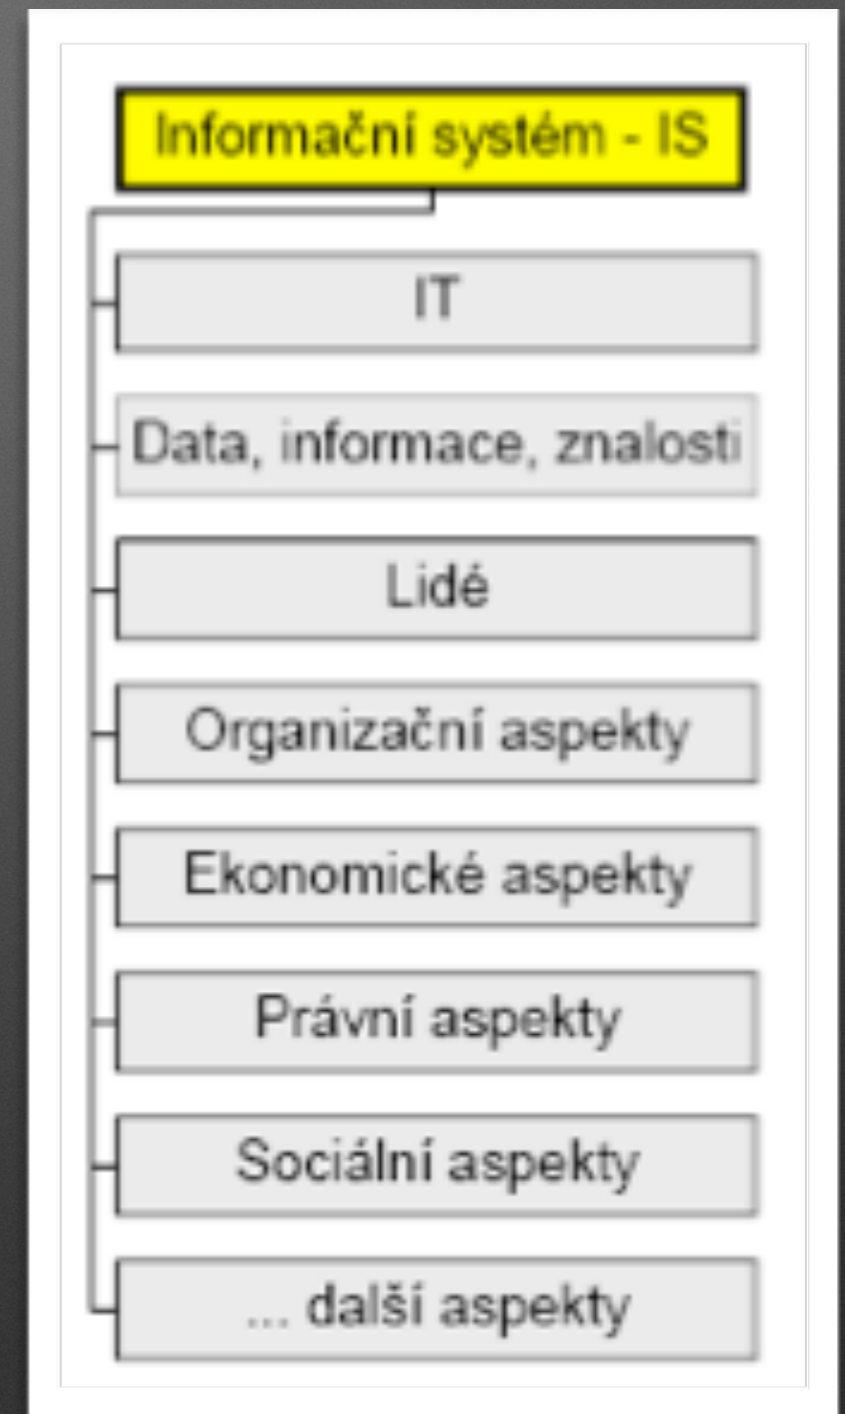 Informační systém - IS
IT
Data, informace, znalosti
Lidé
Organizační aspekty
Ekonomické aspekty
Právní aspekty
Sociální aspekty
... další aspekty